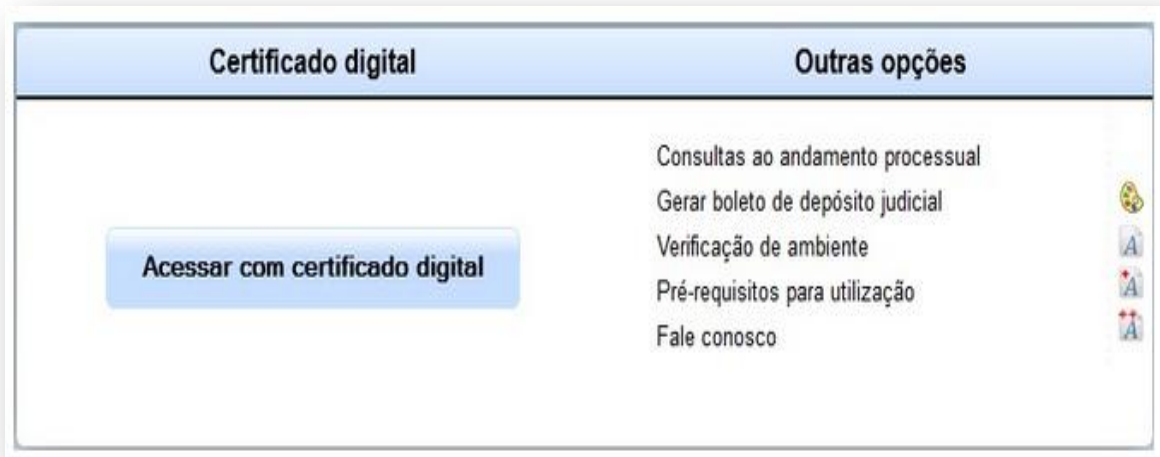 Certificado digital
Outras opções
Acessar com certificado digital
Consultas ao andamento processual
Gerar boleto de depósito judicial
Verificação de ambiente
Pré-requisitos para utilização
Fale conosco
A
+A
++A